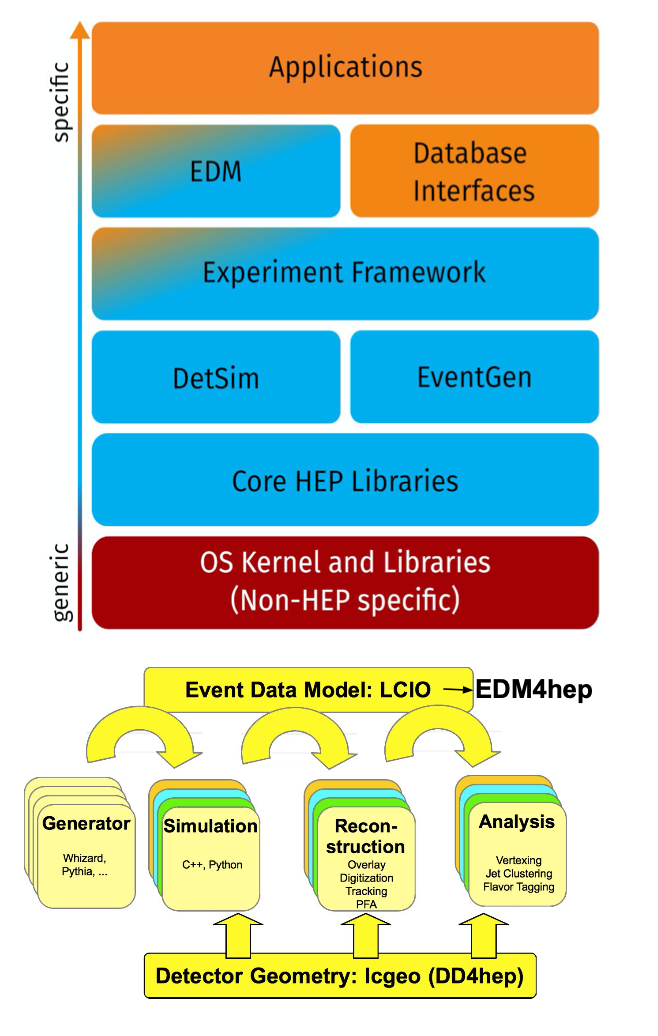 specific
Applications
EDM
Database
Interfaces
Experiment Framework
DetSim
EventGen
Core HEP Libraries
generic
OS Kernel and Libraries
(Non-HEP specific)
Event Data Model: LCIO
EDM4hep
Generator
Whizard,
Pythia, ...
Simulation
C++, Python
Recon-
struction
Overlay
Digitization
Tracking
PFA
Analysis
Vertexing
Jet Clustering
Flavor Tagging
Detector Geometry: lcgeo (DD4hep)